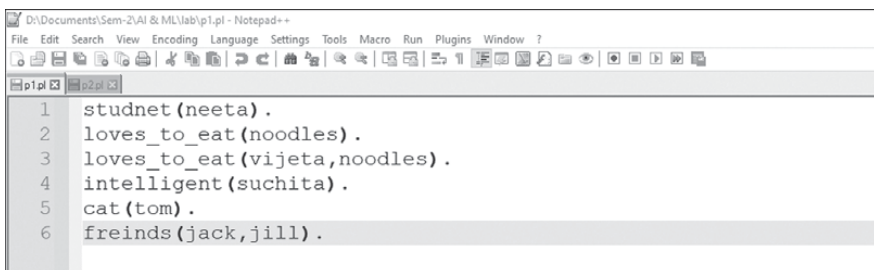 D:\Documents\Sem-2\AI & ML\lab\p1.pl - Notepad++
File Edit Search View Encoding Language Settings Tools Macro Run Plugins Window ?
p1.pl p2.pl
1 studnet(neeta).
2 loves_to_eat(noodles).
3 loves_to_eat(vijeta,noodles).
4 intelligent(suchita).
5 cat(tom).
6 freinds(jack,jill).